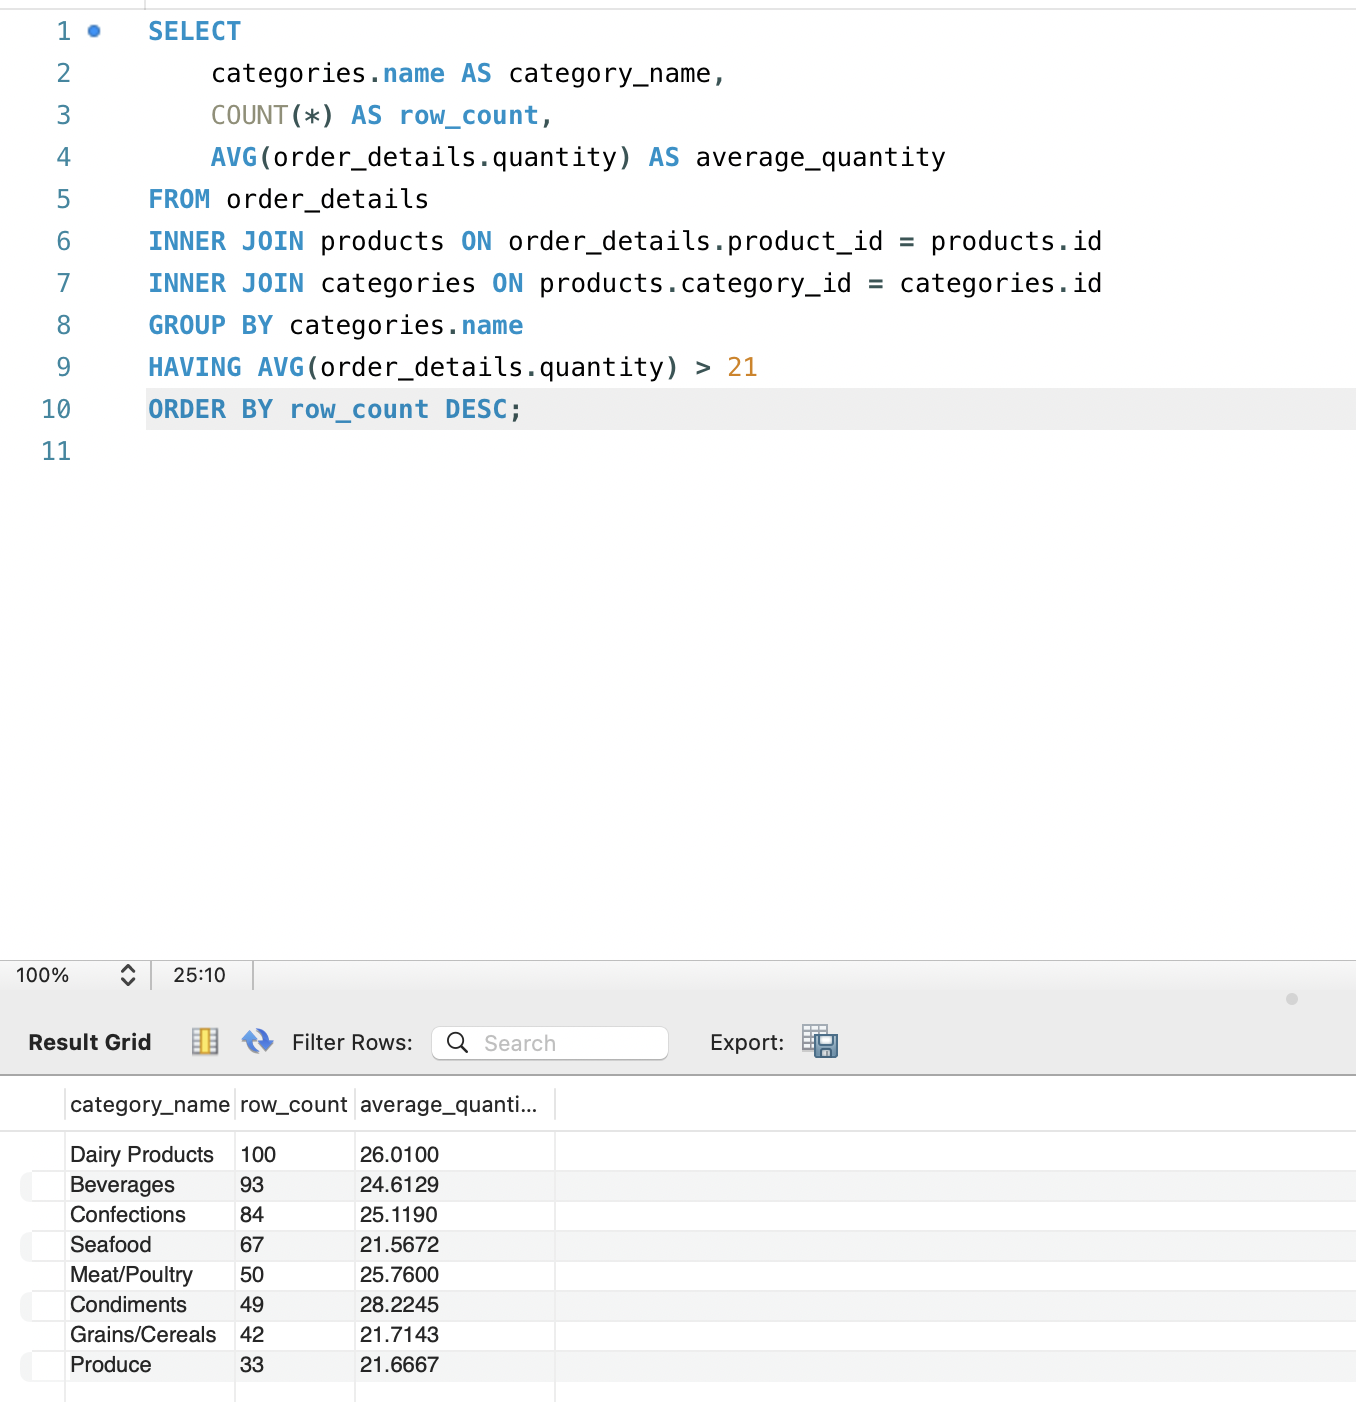 1 SELECT
2 categories.name AS category_name,
3 COUNT(*) AS row_count,
4 AVG(order_details.quantity) AS average_quantity
5 FROM order_details
6 INNER JOIN products ON order_details.product_id = products.id
7 INNER JOIN categories ON products.category_id = categories.id
8 GROUP BY categories.name
9 HAVING AVG(order_details.quantity) > 21
10 ORDER BY row_count DESC;
11
100% 25:10
Result Grid Filter Rows: Search Export:
category_name row_count average_quanti...
Dairy Products 100 26.0100
Beverages 93 24.6129
Confections 84 25.1190
Seafood 67 21.5672
Meat/Poultry 50 25.7600
Condiments 49 28.2245
Grains/Cereals 42 21.7143
Produce 33 21.6667